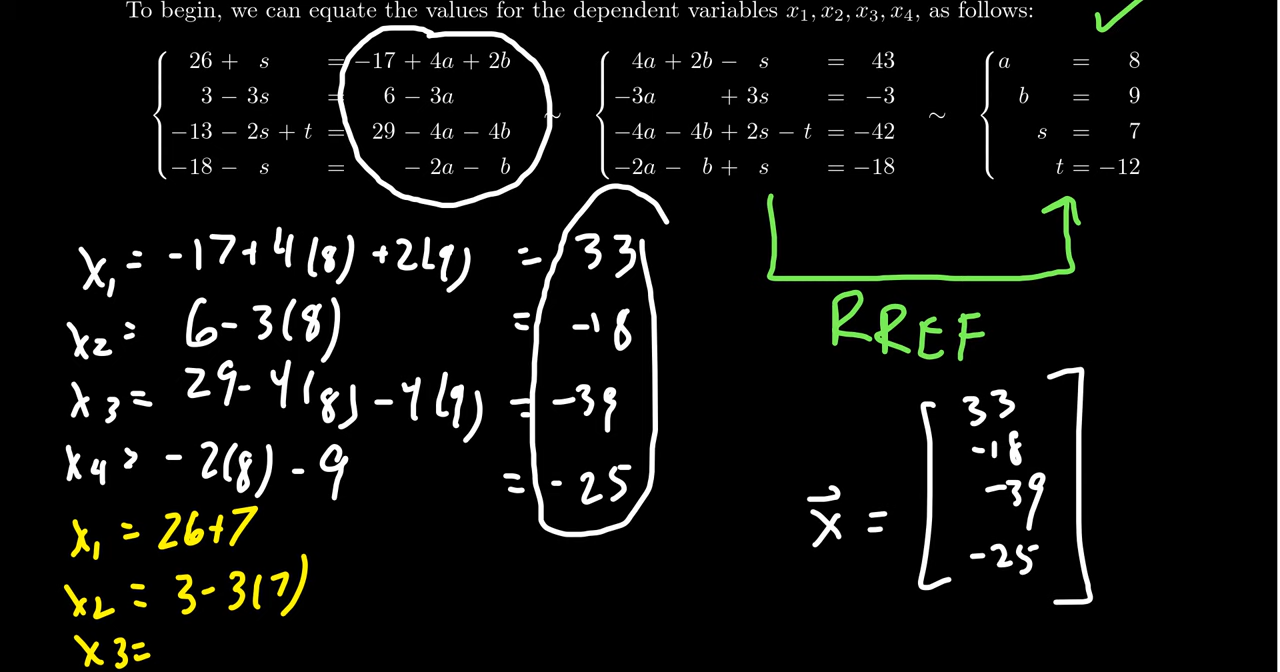 To begin, we can equate the values for the dependent variables x₁, x₂, x₃, x₄, as follows:
26 + s = −17 + 4a + 2b ∼ 4a + 2b − s = 43 ∼ a = 8
3 − 3s = 6 − 3a −3a + 3s = −3 b = 9
−13 − 2s + t = 29 − 4a − 4b −4a − 4b + 2s − t = −42 s = 7
−18 − s = − 2a − b −2a − b + s = −18 t = −12
x₁ = -17+4(8)+2(9) = 33
x2 = 6-3(8) = -18
x3 = 29-4(8)-4(9) = -39
x4 = -2(8)-9 = -25
RREF
x⃗ = [33
-18
-39
-25]
x₁ = 26+7
x2 = 3-3(7)
x3=